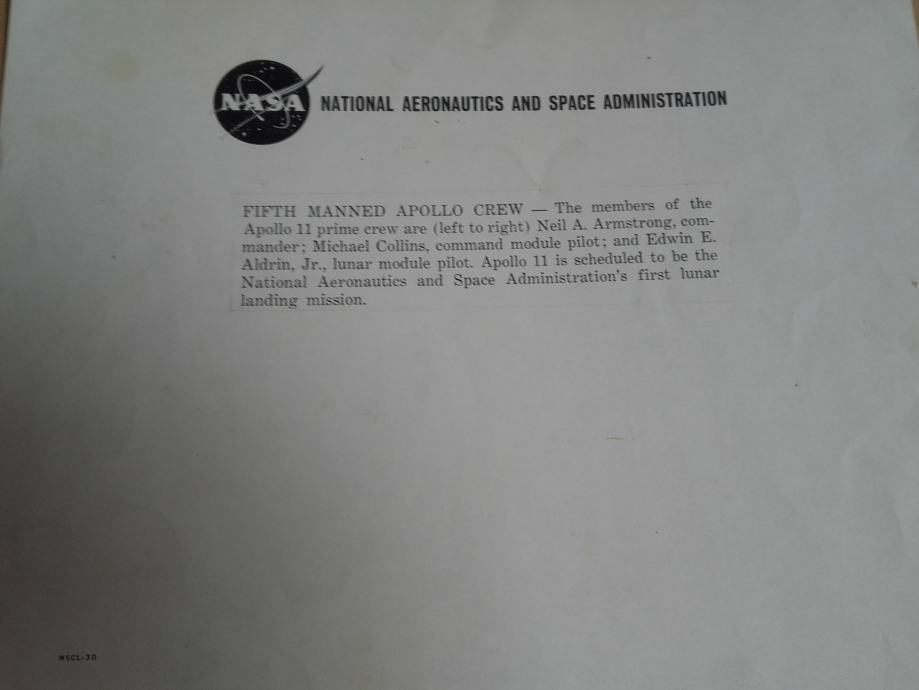 NASA NATIONAL AERONAUTICS AND SPACE ADMINISTRATION
FIFTH MANNED APOLLO CREW — The members of the
Apollo 11 prime crew are (left to right) Neil A. Armstrong, com-
mander; Michael Collins, command module pilot; and Edwin E.
Aldrin, Jr., lunar module pilot. Apollo 11 is scheduled to be the
National Aeronautics and Space Administration's first lunar
landing mission.
MSCL-30